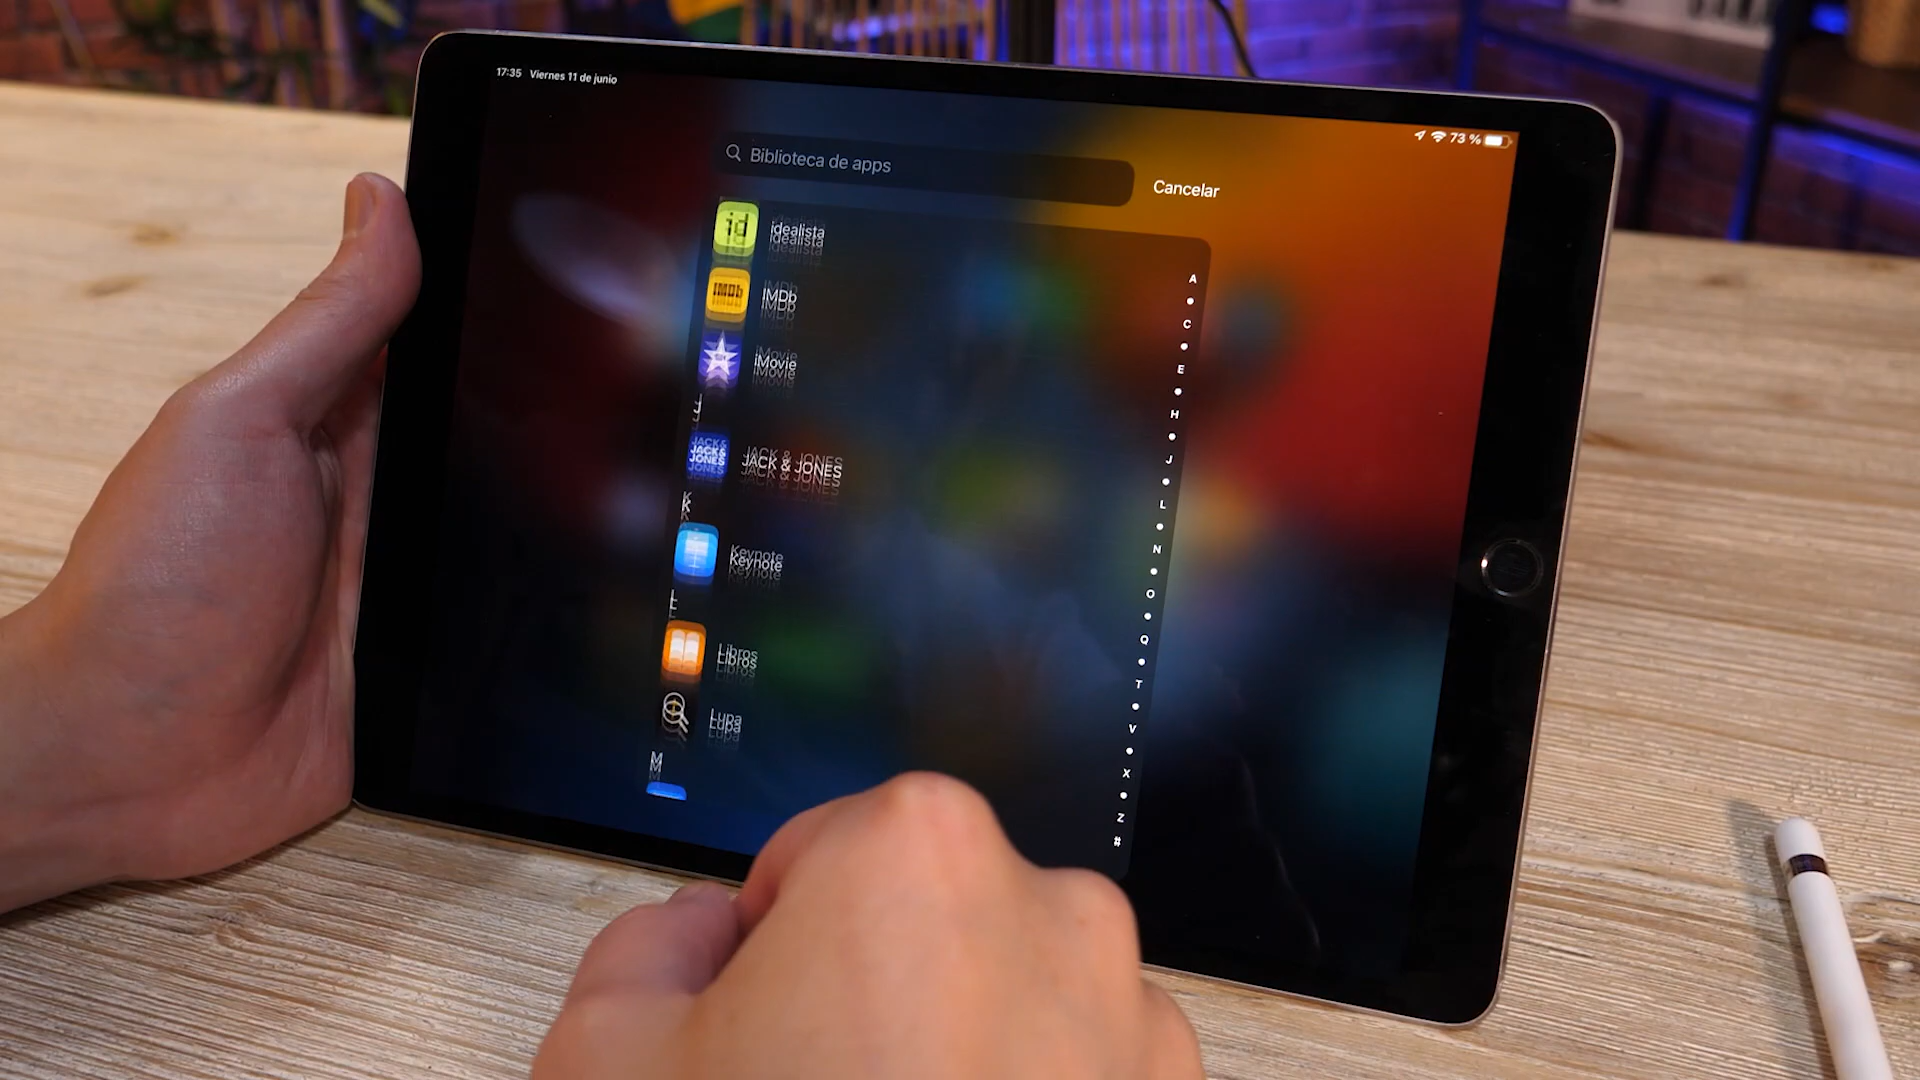 17:35 Viernes 11 de junio
73 %
Biblioteca de apps
Cancelar
id
idealista
IMDb
IMDb
iMovie
J
JACK& JONES
JACK & JONES
K
Keynote
L
Libros
Lupa
M
A
C
E
H
J
L
N
O
Q
T
V
X
Z
#